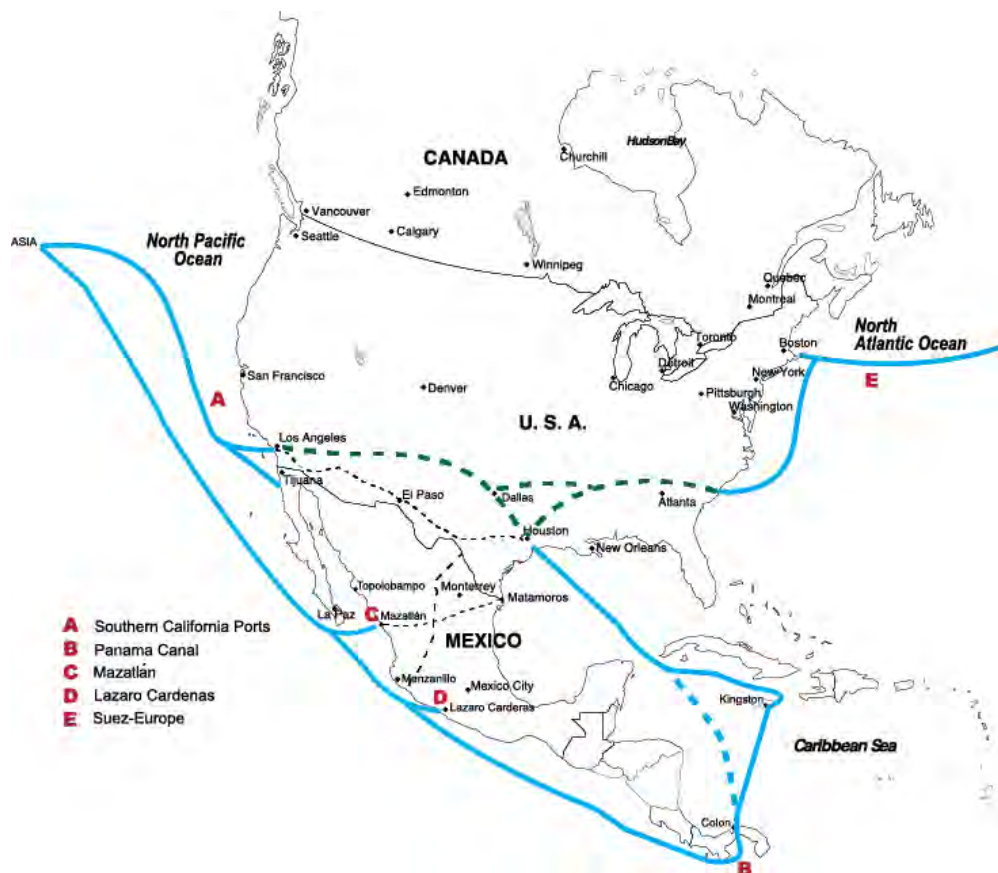 HudsonBay
Churchill
CANADA
Edmonton
Vancouver
Calgary
Seattle
ASIA
North Pacific
Ocean
Winnipeg
Quebec
Montreal
North
Atlantic Ocean
Toronto
Boston
Detroit
New York
E
San Francisco
Denver
Chicago
Pittsburgh
Washington
A
U. S. A.
Los Angeles
Tijuana
El Paso
Dallas
Atlanta
Houston
New Orleans
Topolobampo
Monterrey
Matamoros
La Paz
C
Mazatlán
MEXICO
A Southern California Ports
B Panama Canal
C Mazatlán
D Lazaro Cardenas
E Suez-Europe
Manzanillo
Mexico City
D
Lazaro Carderas
Kingston
Caribbean Sea
Colon
B